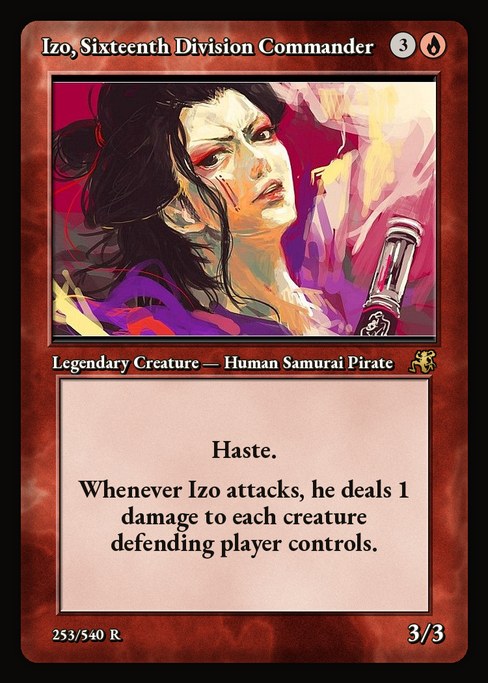 Izo, Sixteenth Division Commander 3
Legendary Creature — Human Samurai Pirate
Haste.
Whenever Izo attacks, he deals 1
damage to each creature
defending player controls.
253/540 R 3/3